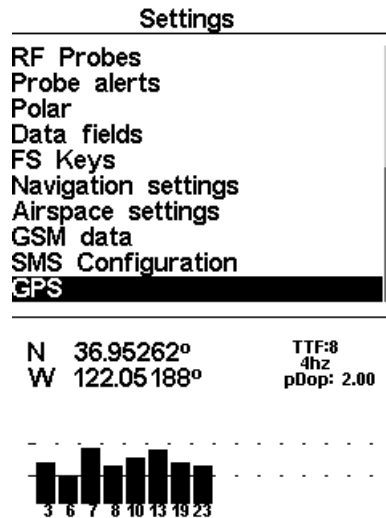 Settings
RF Probes
Probe alerts
Polar
Data fields
FS Keys
Navigation settings
Airspace settings
GSM data
SMS Configuration
GPS
N 36.95262º
W 122.05188º
TTF:8
4hz
pDop: 2.00
3 6 7 8 10 13 19 23